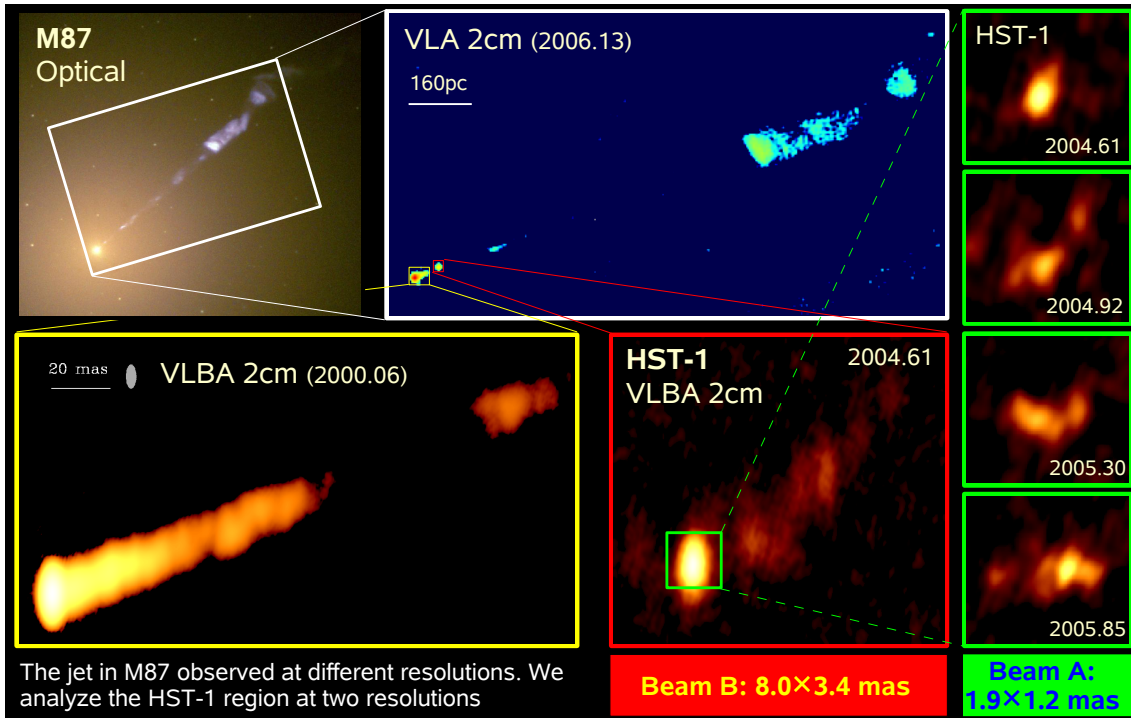 M87
Optical
VLA 2cm (2006.13)
160pc
HST-1
2004.61
2004.92
2005.30
2005.85
20 mas
VLBA 2cm (2000.06)
HST-1
VLBA 2cm
2004.61
The jet in M87 observed at different resolutions. We
analyze the HST-1 region at two resolutions
Beam B: 8.0×3.4 mas
Beam A:
1.9×1.2 mas